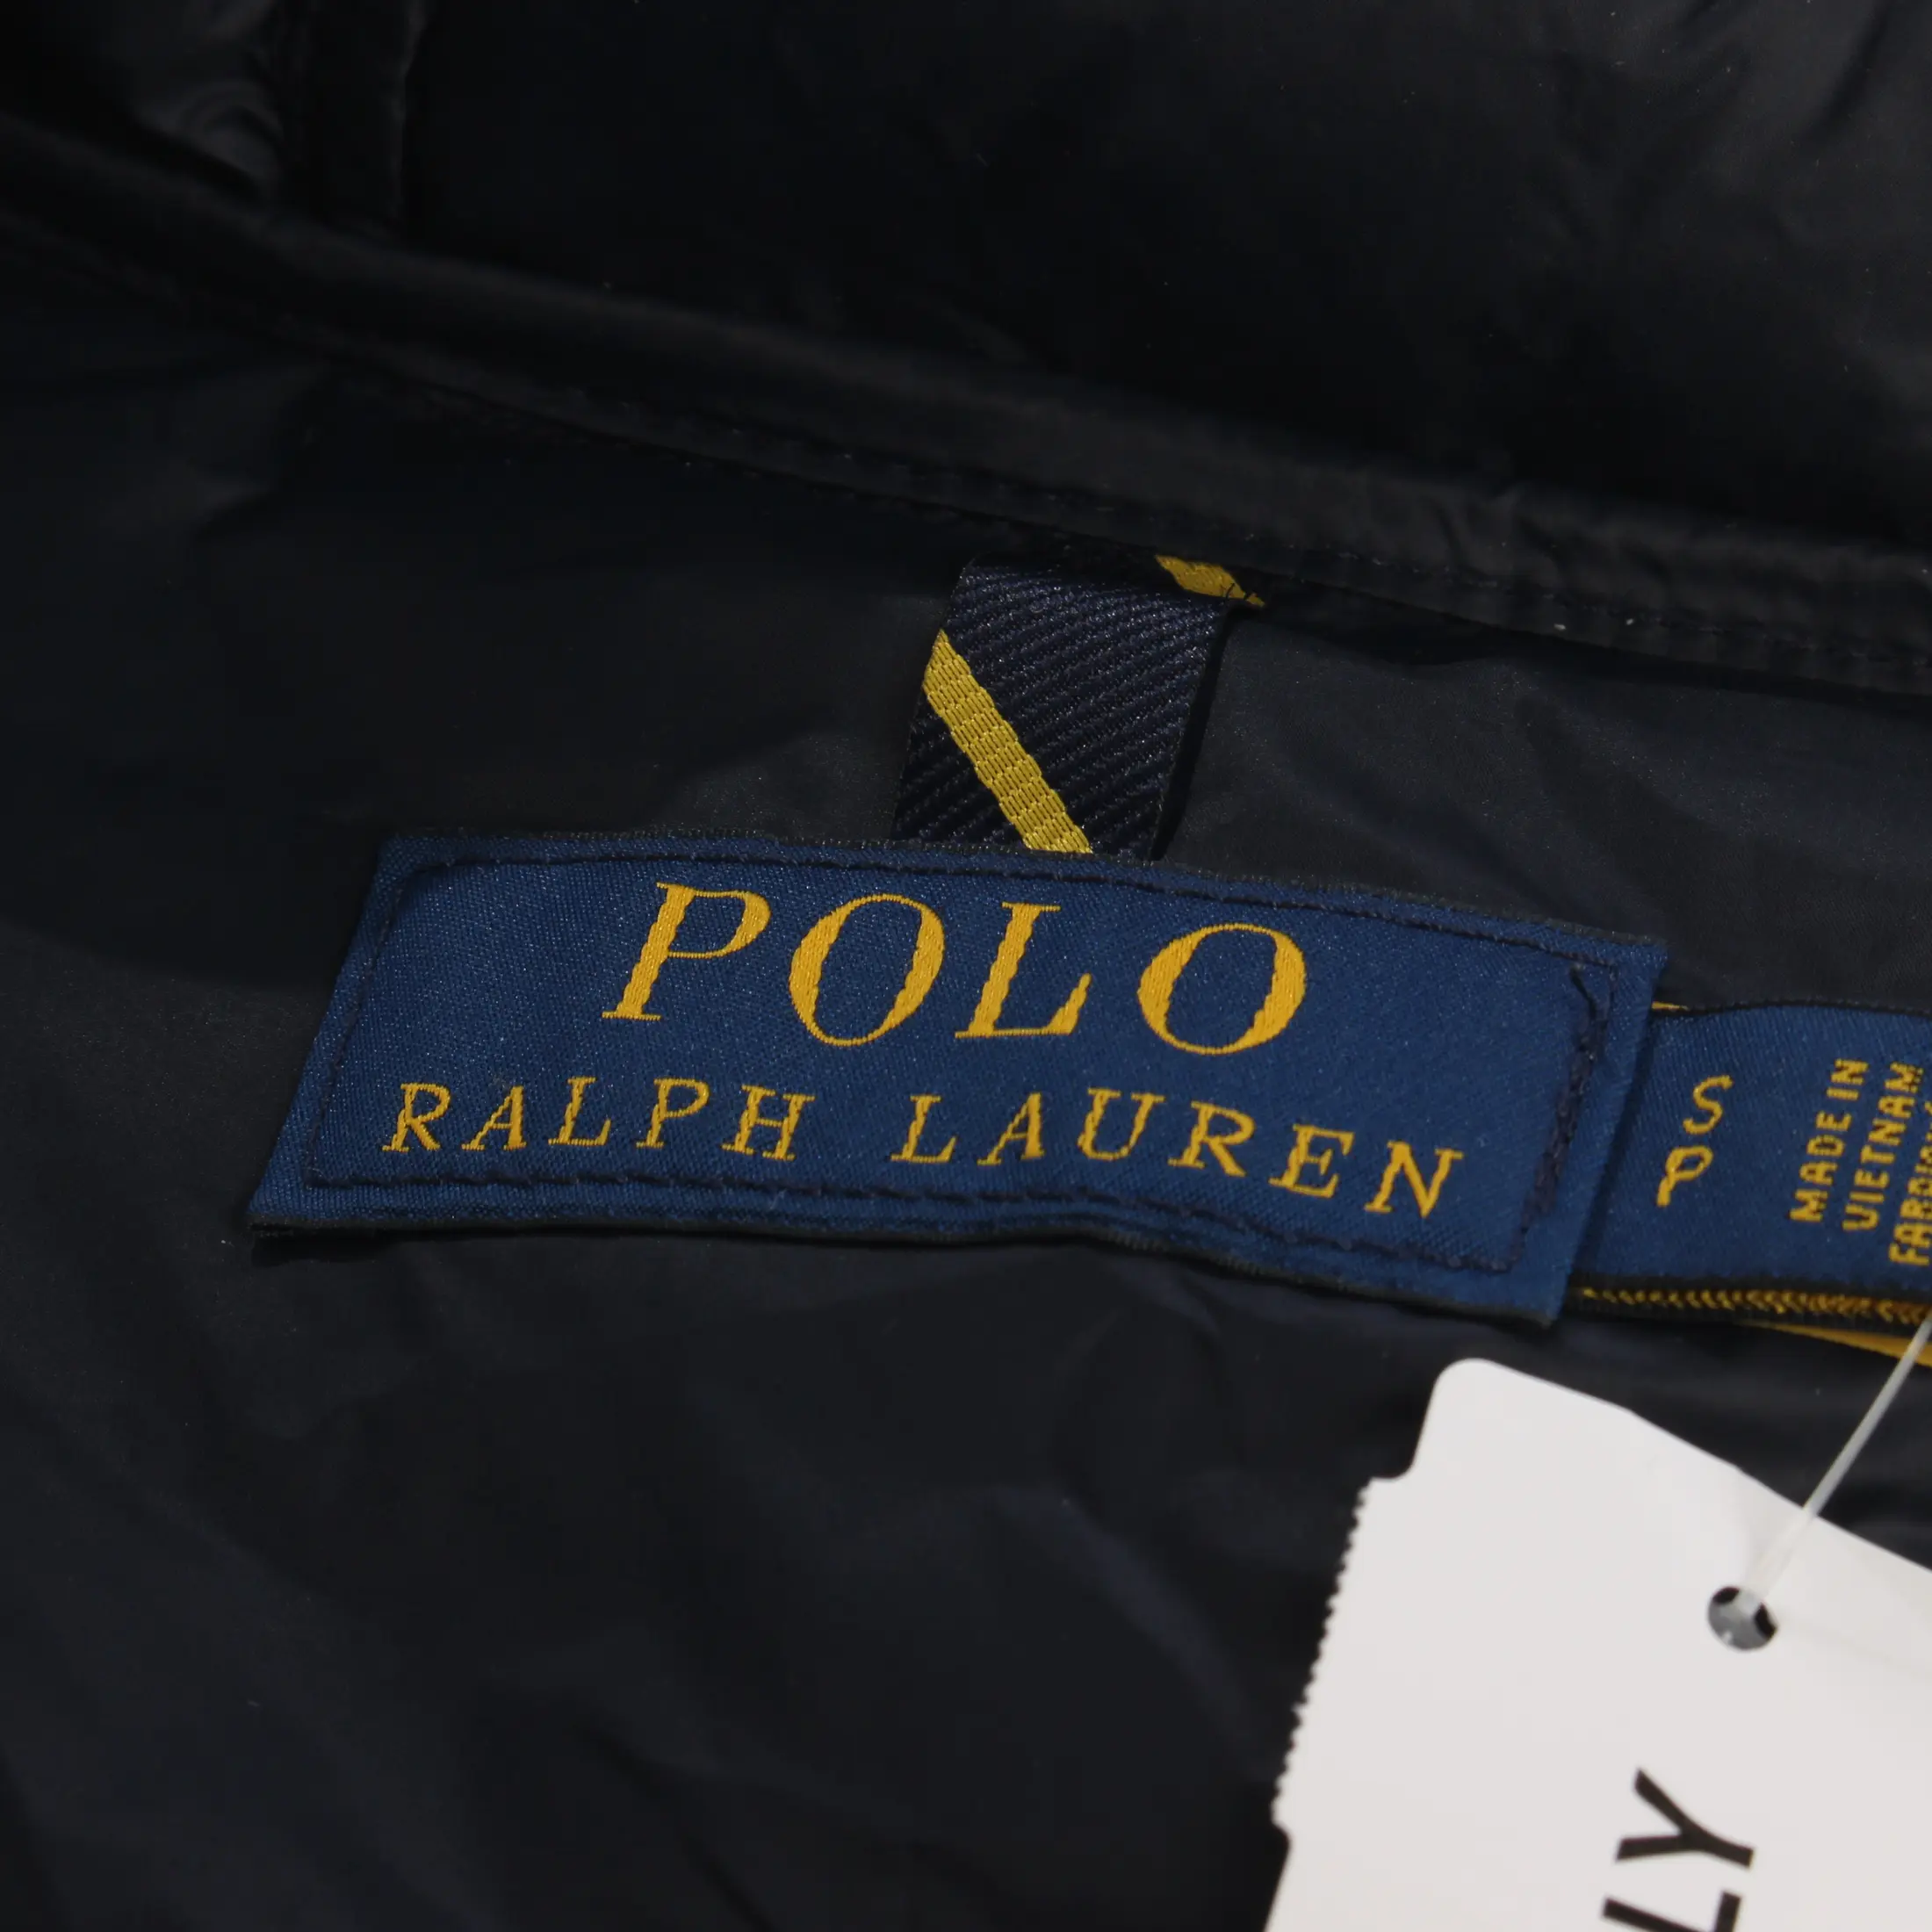 POLO
RALPH LAUREN
S
P
MADE IN
VIETNAM
LY